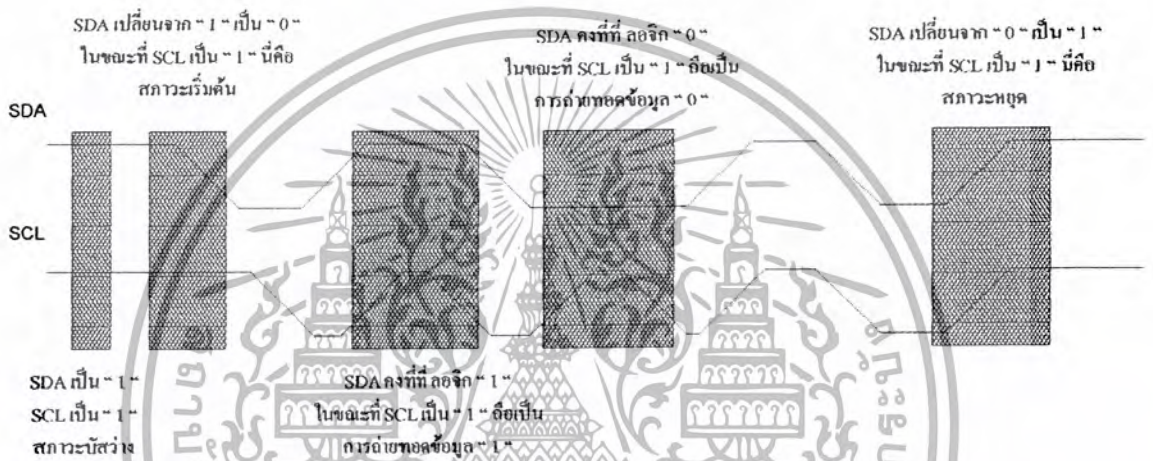 SDA เปลี่ยนจาก " 1 " เป็น " 0 "
ในขณะที่ SCL เป็น " 1 " นี่คือ
สภาวะเริ่มต้น
SDA คงที่ที่ ลอจิก " 0 "
ในขณะที่ SCL เป็น " 1 " ถือเป็น
การถ่ายทอดข้อมูล " 0 "
SDA เปลี่ยนจาก " 0 " เป็น " 1 "
ในขณะที่ SCL เป็น " 1 " นี่คือ
สภาวะหยุด
SDA
SCL
SDA เป็น " 1 "
SCL เป็น " 1 "
สภาวะบัสว่าง
SDA คงที่ที่ ลอจิก " 1 "
ในขณะที่ SCL เป็น " 1 " ถือเป็น
การถ่ายทอดข้อมูล " 1 "